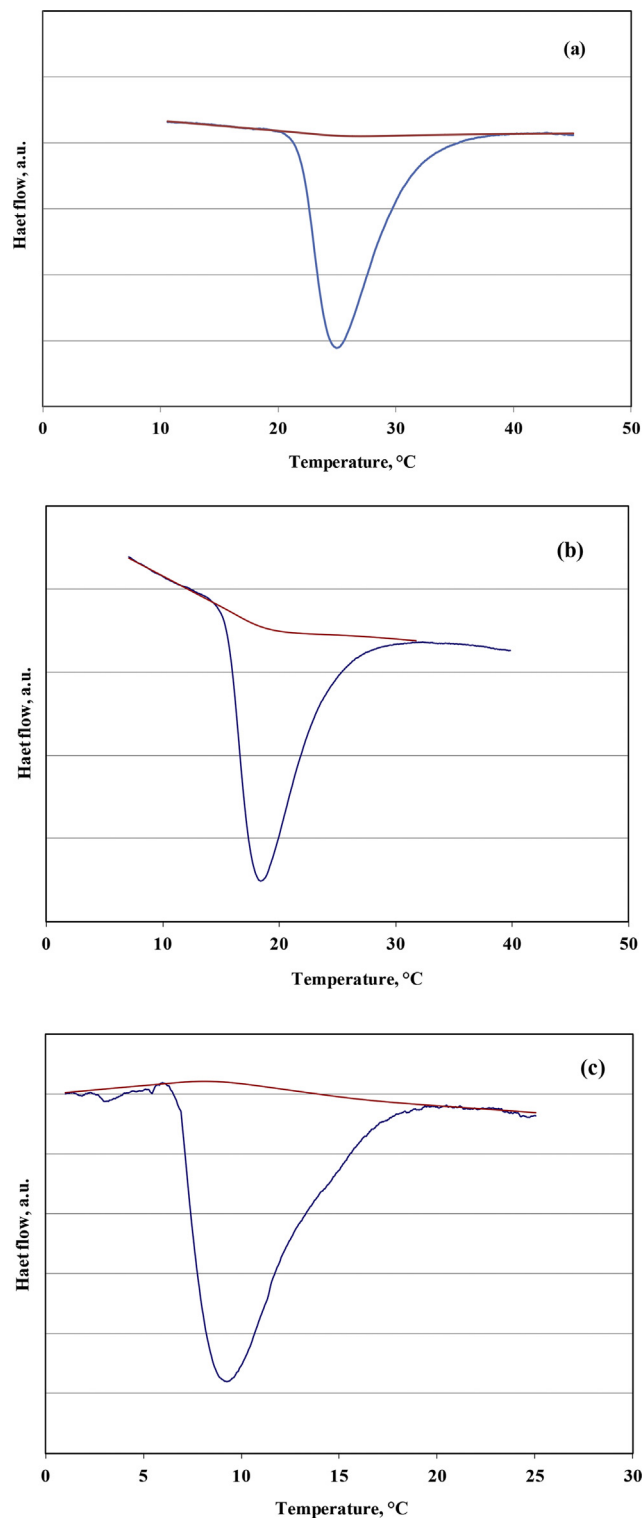 (a)
Haet flow, a.u.
0 10 20 30 40 50
Temperature, °C
(b)
Haet flow, a.u.
0 10 20 30 40 50
Temperature, °C
(c)
Haet flow, a.u.
0 5 10 15 20 25 30
Temperature, °C